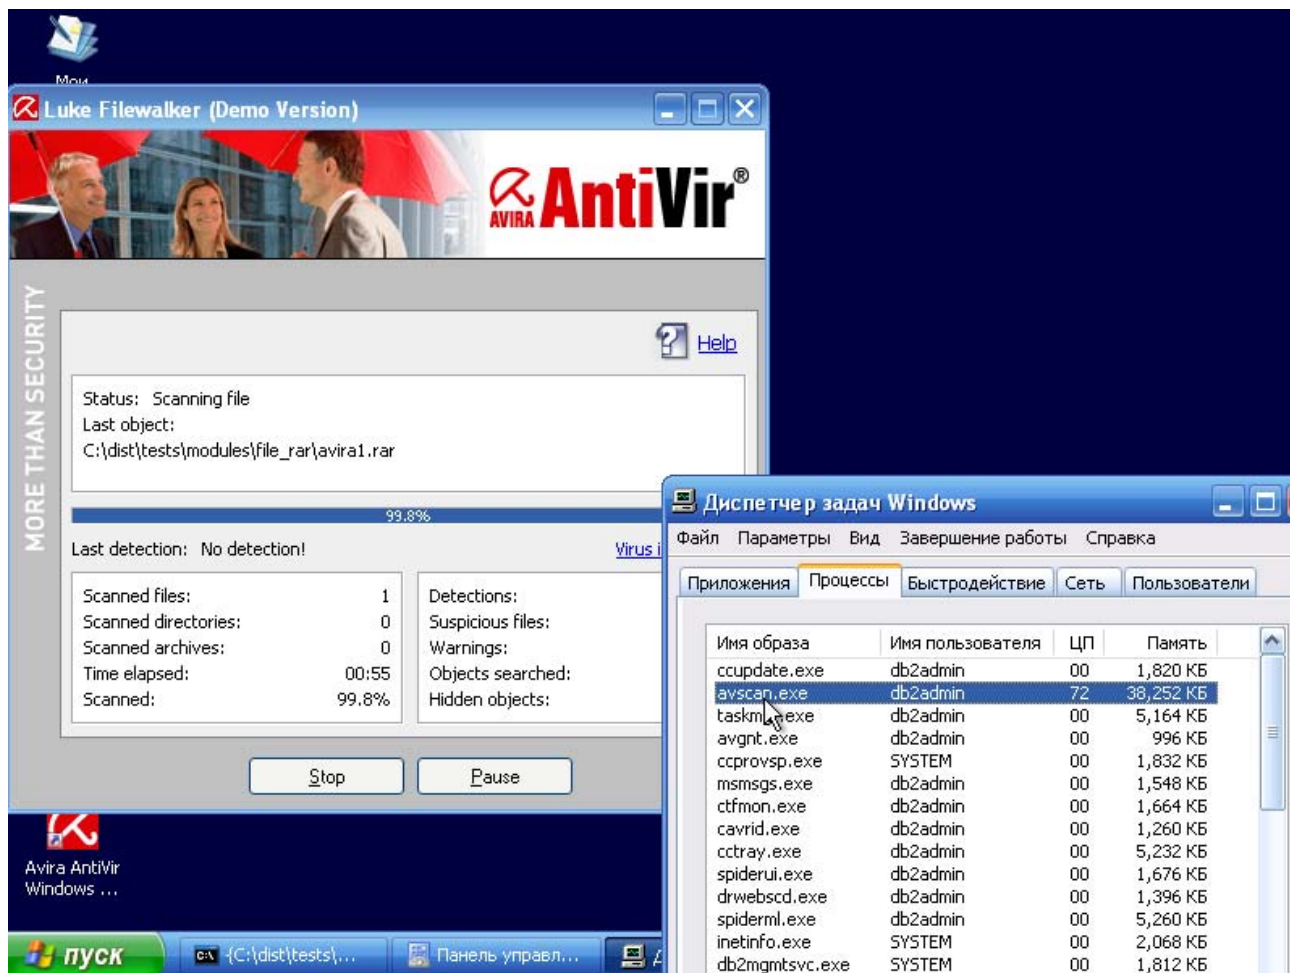 Мои
Luke Filewalker (Demo Version)
AVIRA AntiVir®
MORE THAN SECURITY
Help
Status: Scanning file
Last object:
C:\dist\tests\modules\file_rar\avira1.rar
99.8%
Last detection: No detection!
Virus i
Scanned files: 1
Scanned directories: 0
Scanned archives: 0
Time elapsed: 00:55
Scanned: 99.8%
Detections:
Suspicious files:
Warnings:
Objects searched:
Hidden objects:
Stop
Pause
Диспетчер задач Windows
Файл Параметры Вид Завершение работы Справка
Приложения Процессы Быстродействие Сеть Пользователи
Имя образа Имя пользователя ЦП Память
ccupdate.exe db2admin 00 1,820 КБ
avscan.exe db2admin 72 38,252 КБ
db2admin 00 5,164 КБ
avgnt.exe db2admin 00 996 КБ
ccprovsp.exe SYSTEM 00 1,832 КБ
msmsgs.exe db2admin 00 1,548 КБ
ctfmon.exe db2admin 00 1,664 КБ
cavrid.exe db2admin 00 1,260 КБ
cctray.exe db2admin 00 5,232 КБ
spiderui.exe db2admin 00 1,676 КБ
drwebscd.exe db2admin 00 1,396 КБ
spiderml.exe db2admin 00 5,260 КБ
inetinfo.exe SYSTEM 00 2,068 КБ
db2mgmtsvc.exe SYSTEM 00 1,812 КБ
Avira AntiVir
Windows ...
пуск
{C:\dist\tests\...
Панель управл...